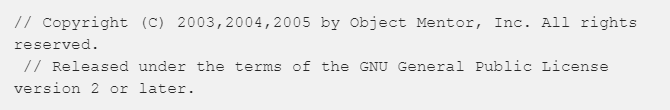 // Copyright (C) 2003,2004,2005 by Object Mentor, Inc. All rights
reserved.
// Released under the terms of the GNU General Public License
version 2 or later.